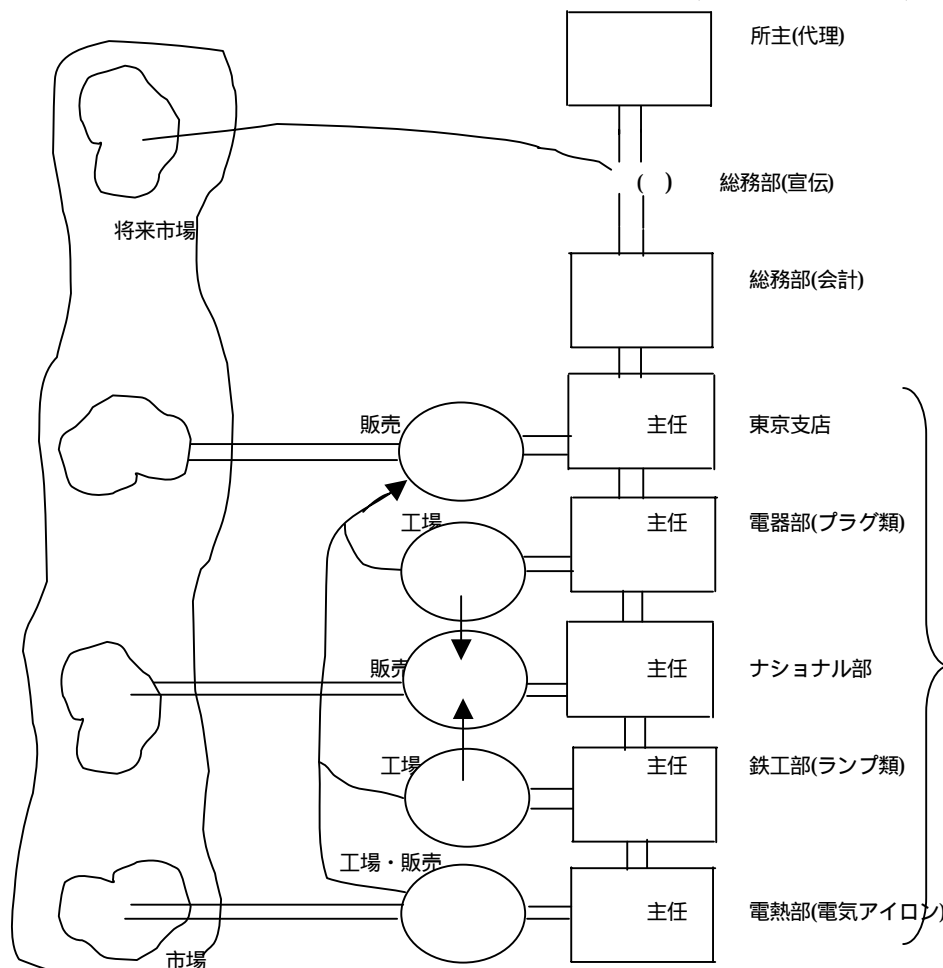 所主(代理)
( ) 総務部(宣伝)
将来市場
総務部(会計)
販売 主任 東京支店
工場 主任 電器部(プラグ類)
販売 主任 ナショナル部
工場 主任 鉄工部(ランプ類)
工場・販売
主任 電熱部(電気アイロン)
市場